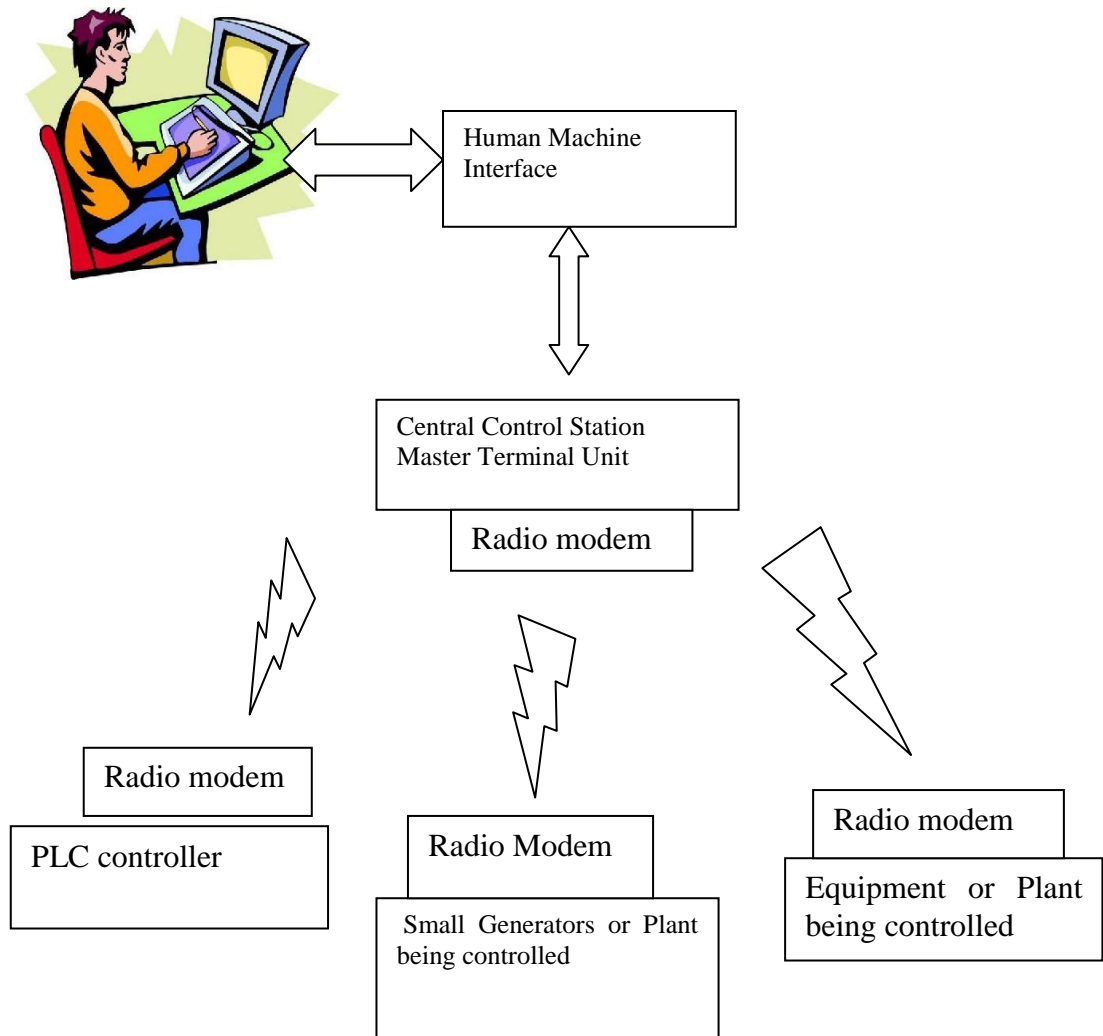 Human Machine
Interface
Central Control Station
Master Terminal Unit
Radio modem
Radio modem
PLC controller
Radio Modem
Small Generators or Plant
being controlled
Radio modem
Equipment or Plant
being controlled